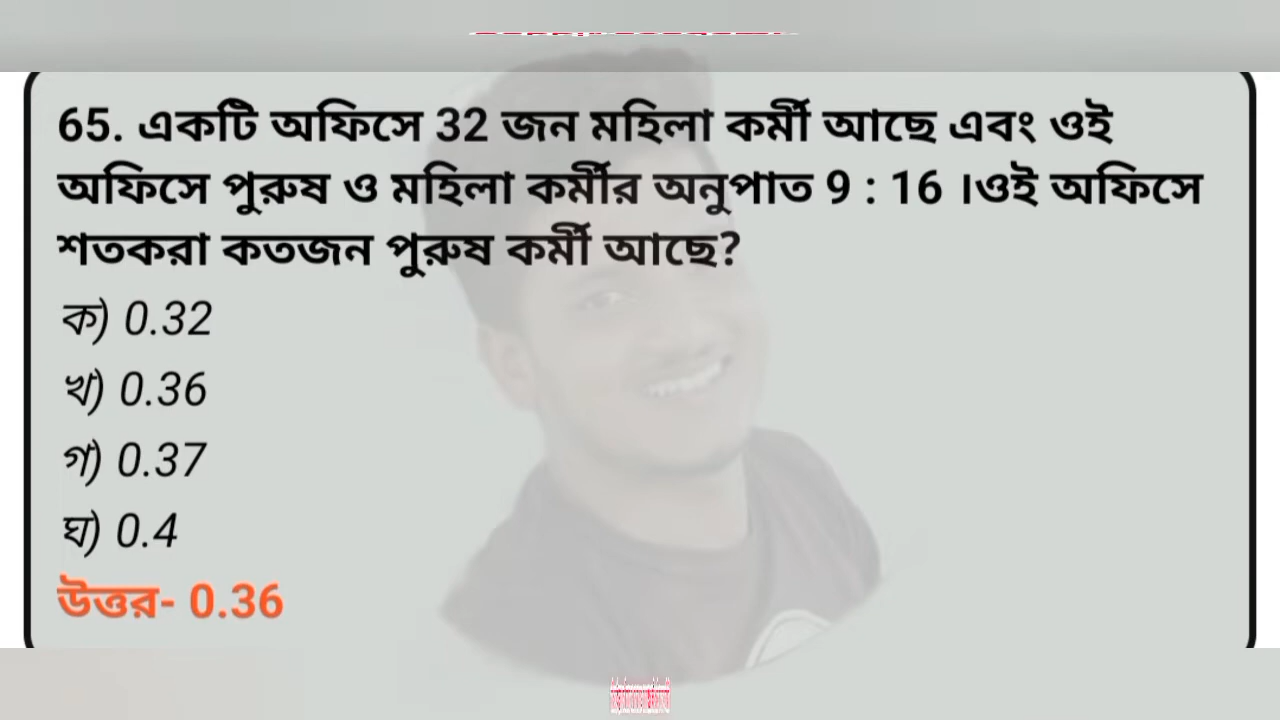 65. একটি অফিসে 32 জন মহিলা কর্মী আছে এবং ওই
অফিসে পুরুষ ও মহিলা কর্মীর অনুপাত 9 : 16 ।ওই অফিসে
শতকরা কতজন পুরুষ কর্মী আছে?
ক) 0.32
খ) 0.36
গ) 0.37
ঘ) 0.4
উত্তর- 0.36